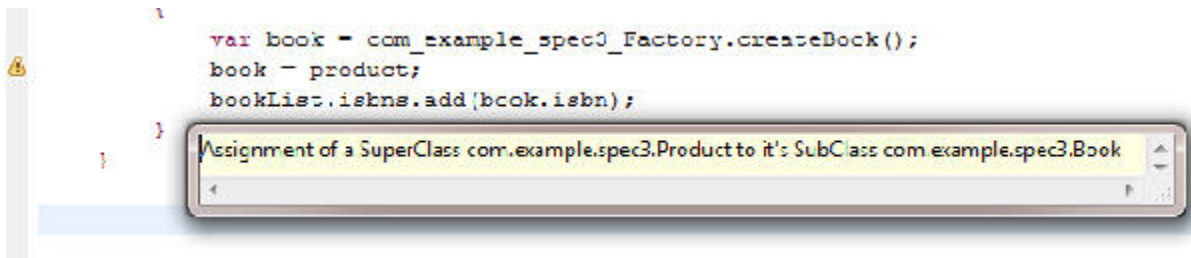 }
var book = com_example_spec3_Factory.createBook();
book = product;
bookList.isbns.add(book.isbn);
}
}
Assignment of a SuperClass com.example.spec3.Product to it's SubClass com.example.spec3.Book